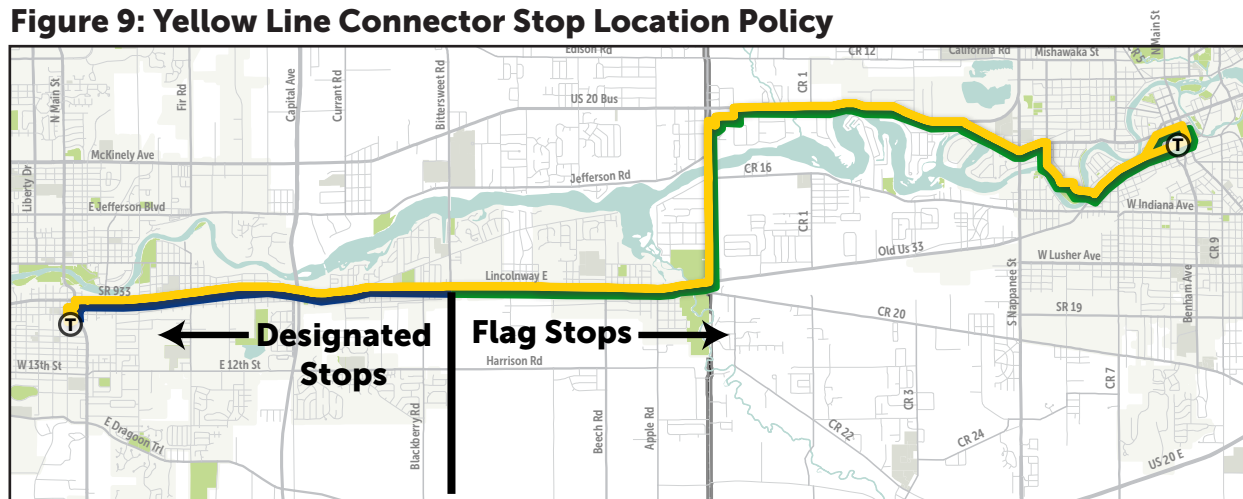 Figure 9: Yellow Line Connector Stop Location Policy
N Main St
Edison Rd
CR 12
California Rd
Mishawaka St
CR 5
N Main St
Fir Rd
Capital Ave
Currant Rd
Bittersweet Rd
US 20 Bus
CR 1
McKinely Ave
Liberty Dr
Jefferson Rd
CR 16
T
E Jefferson Blvd
CR 1
W Indiana Ave
Old Us 33
CR 9
W Lusher Ave
SR 933
Lincolnway E
S Nappanee St
Benham Ave
T
Designated
Stops
Flag Stops
CR 20
SR 19
W 13th St
E 12th St
Harrison Rd
Blackberry Rd
Beech Rd
Apple Rd
CR 3
CR 7
E Dragoon Trl
CR 22
CR 24
US 20 E